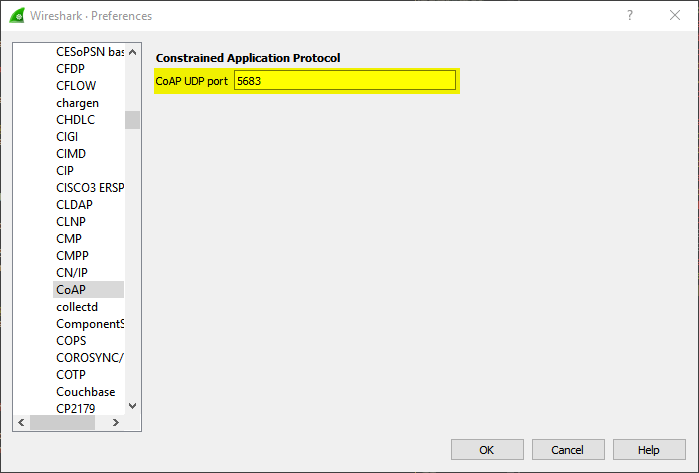 Wireshark · Preferences
CESoPSN bas
CFDP
CFLOW
chargen
CHDLC
CIGI
CIMD
CIP
CISCO3 ERSP
CLDAP
CLNP
CMP
CMPP
CN/IP
CoAP
collectd
ComponentS
COPS
COROSYNC/
COTP
Couchbase
CP2179
Constrained Application Protocol
CoAP UDP port 5683
OK Cancel Help